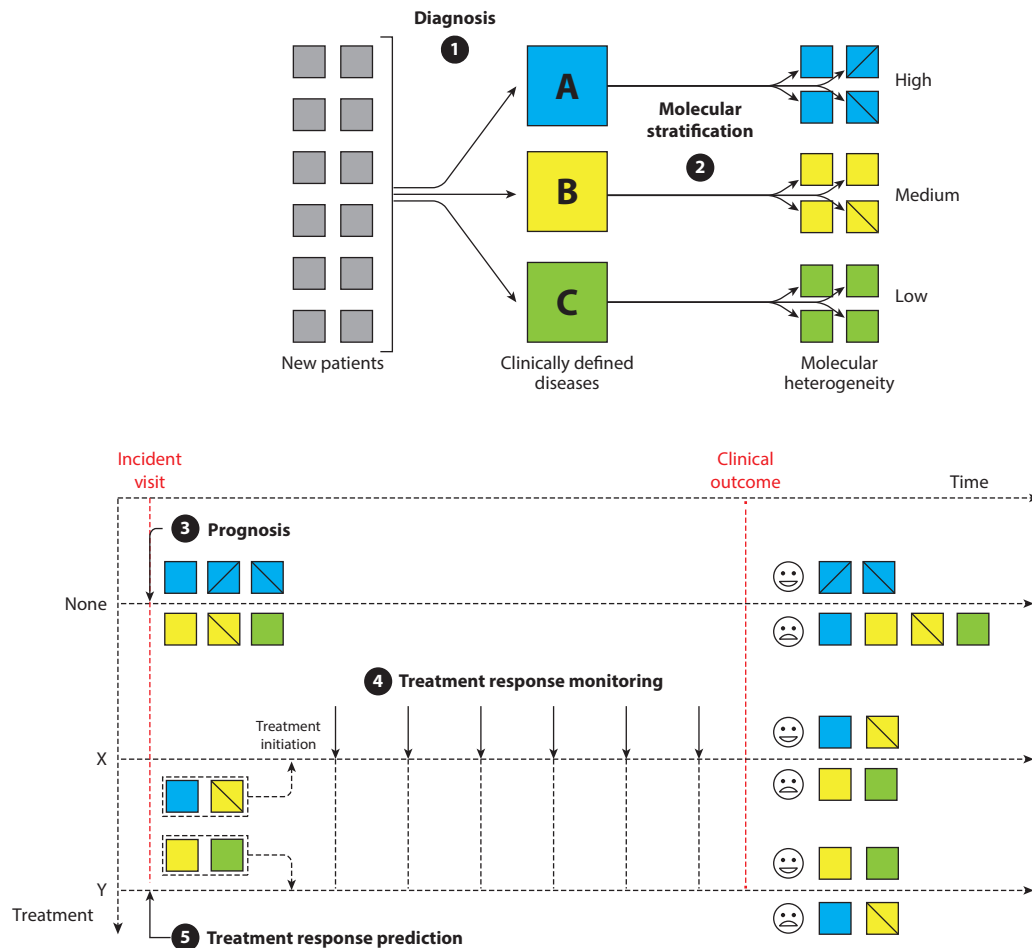 Diagnosis
1
A
High
Molecular
stratification
2
B
Medium
C
Low
New patients
Clinically defined
diseases
Molecular
heterogeneity
Incident
visit
Clinical
outcome
Time
3 Prognosis
None
4 Treatment response monitoring
Treatment
initiation
X
Y
Treatment
5 Treatment response prediction